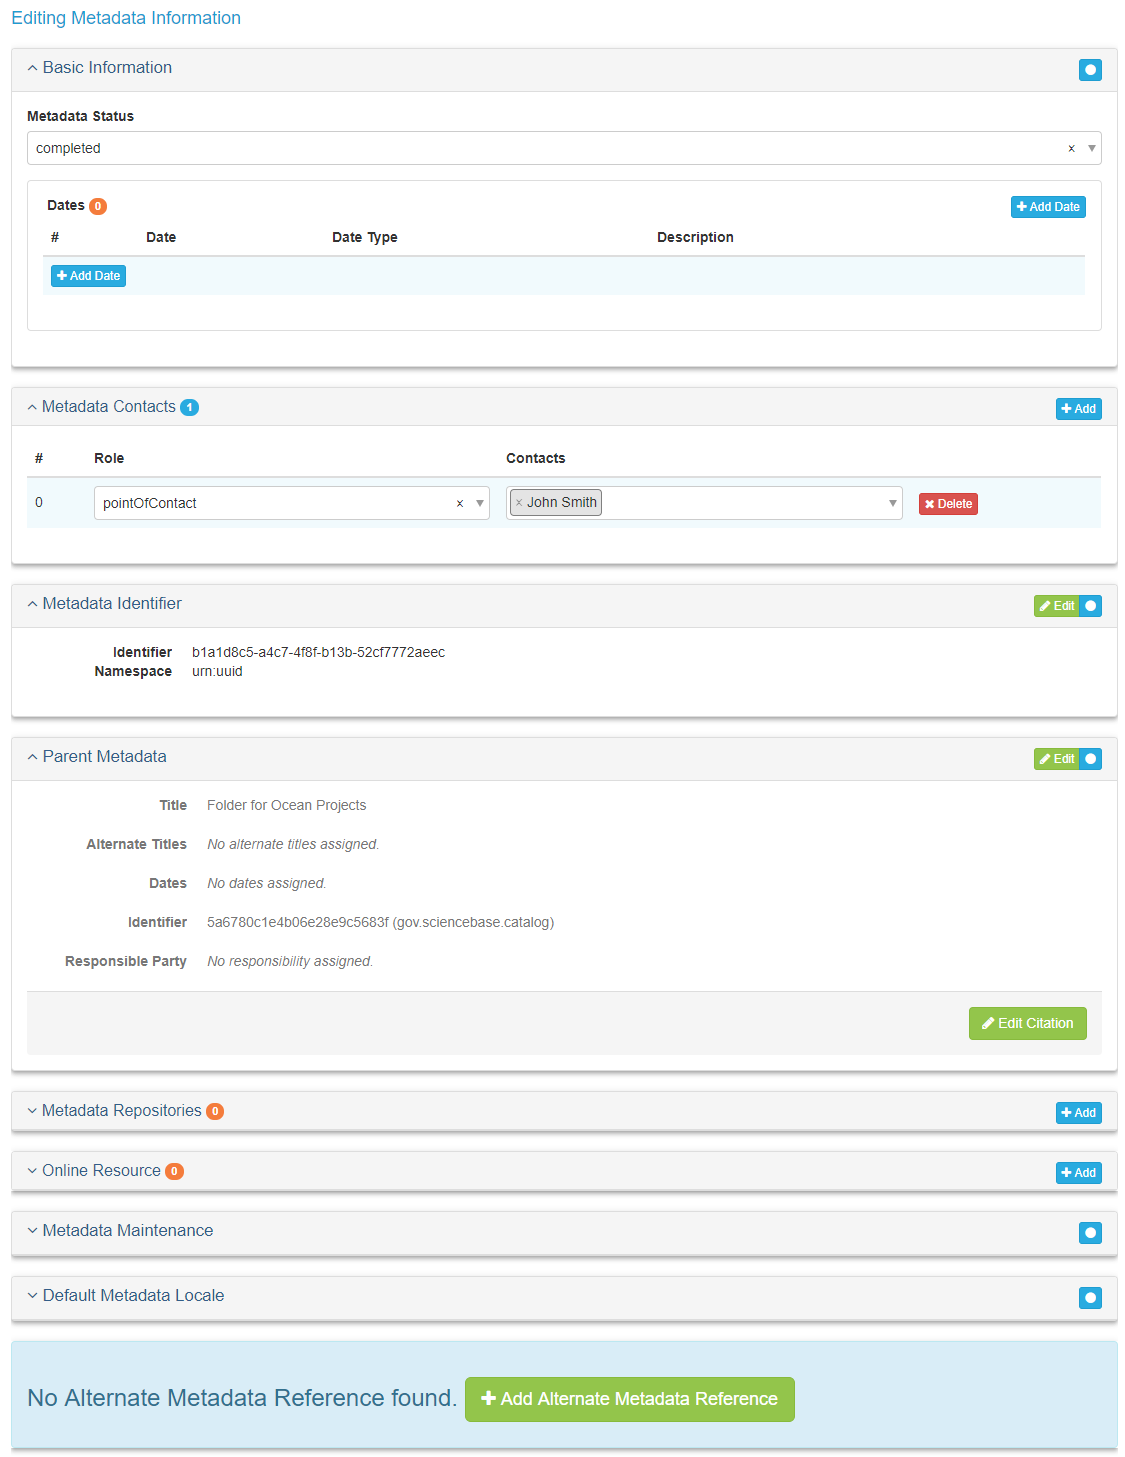 Editing Metadata Information
Basic Information
Metadata Status
completed x
Dates 0 Add Date
# Date Date Type Description
Add Date
Metadata Contacts 1 Add
# Role Contacts
0 pointOfContact x × John Smith Delete
Metadata Identifier Edit
Identifier b1a1d8c5-a4c7-4f8f-b13b-52cf7772aeec
Namespace urn:uuid
Parent Metadata Edit
Title Folder for Ocean Projects
Alternate Titles No alternate titles assigned.
Dates No dates assigned.
Identifier 5a6780c1e4b06e28e9c5683f (gov.sciencebase.catalog)
Responsible Party No responsibility assigned.
Edit Citation
Metadata Repositories 0 Add
Online Resource 0 Add
Metadata Maintenance
Default Metadata Locale
No Alternate Metadata Reference found. Add Alternate Metadata Reference